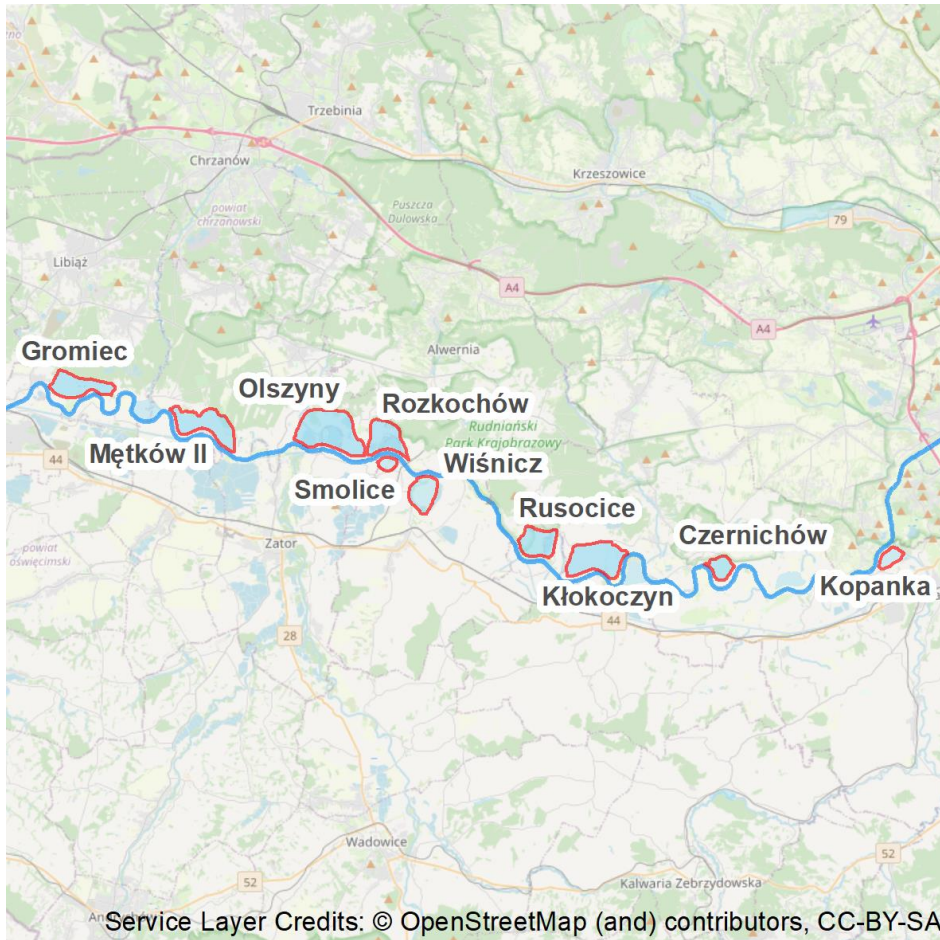 Trzebinia
Chrzanów
Krzeszowice
powiat
chrzanowski
Puszcza
Dulowska
79
Libiąż
A4
A4
Alwernia
Gromiec
Olszyny
Rozkochów
Rudniański
Park Krajobrazowy
Mętków II
44
Wiśnicz
Smolice
Rusocice
Zator
Czernichów
powiat
oświęcimski
Kłokoczyn
Kopanka
44
28
Wadowice
52
52
Kalwaria Zebrzydowska
Service Layer Credits: © OpenStreetMap (and) contributors, CC-BY-SA